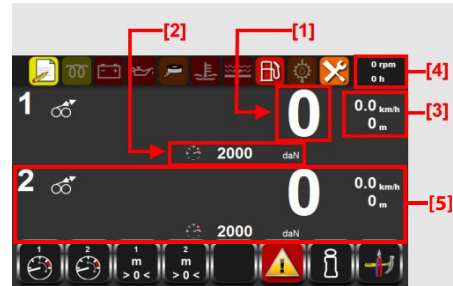 [2] [1]
0 rpm
0 h
[4]
1 0 0.0 km/h
0 m
[3]
2000 daN
2 0 0.0 km/h
0 m
[5]
2000 daN
1 2 1 2
m m
> 0 < > 0 <